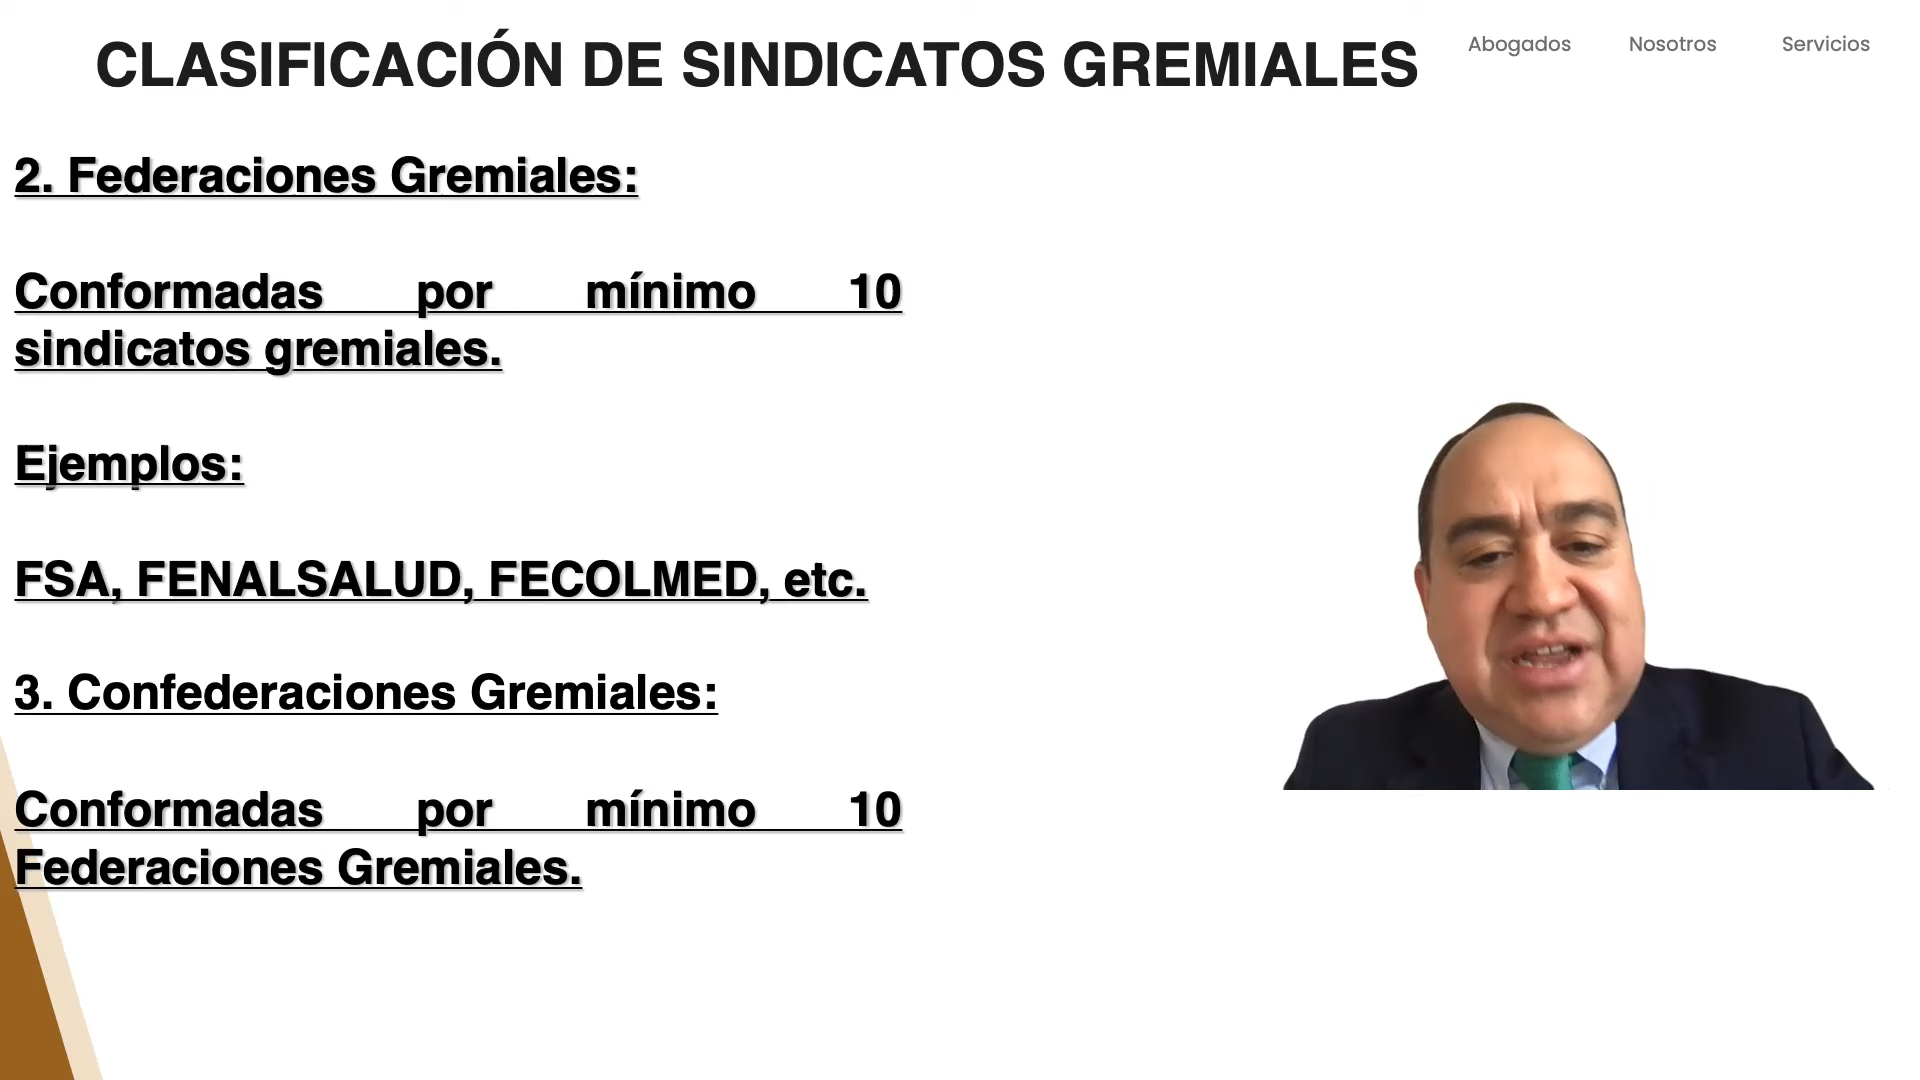 CLASIFICACIÓN DE SINDICATOS GREMIALES
Abogados Nosotros Servicios
2. Federaciones Gremiales:
Conformadas por mínimo 10
sindicatos gremiales.
Ejemplos:
FSA, FENALSALUD, FECOLMED, etc.
3. Confederaciones Gremiales:
Conformadas por mínimo 10
Federaciones Gremiales.